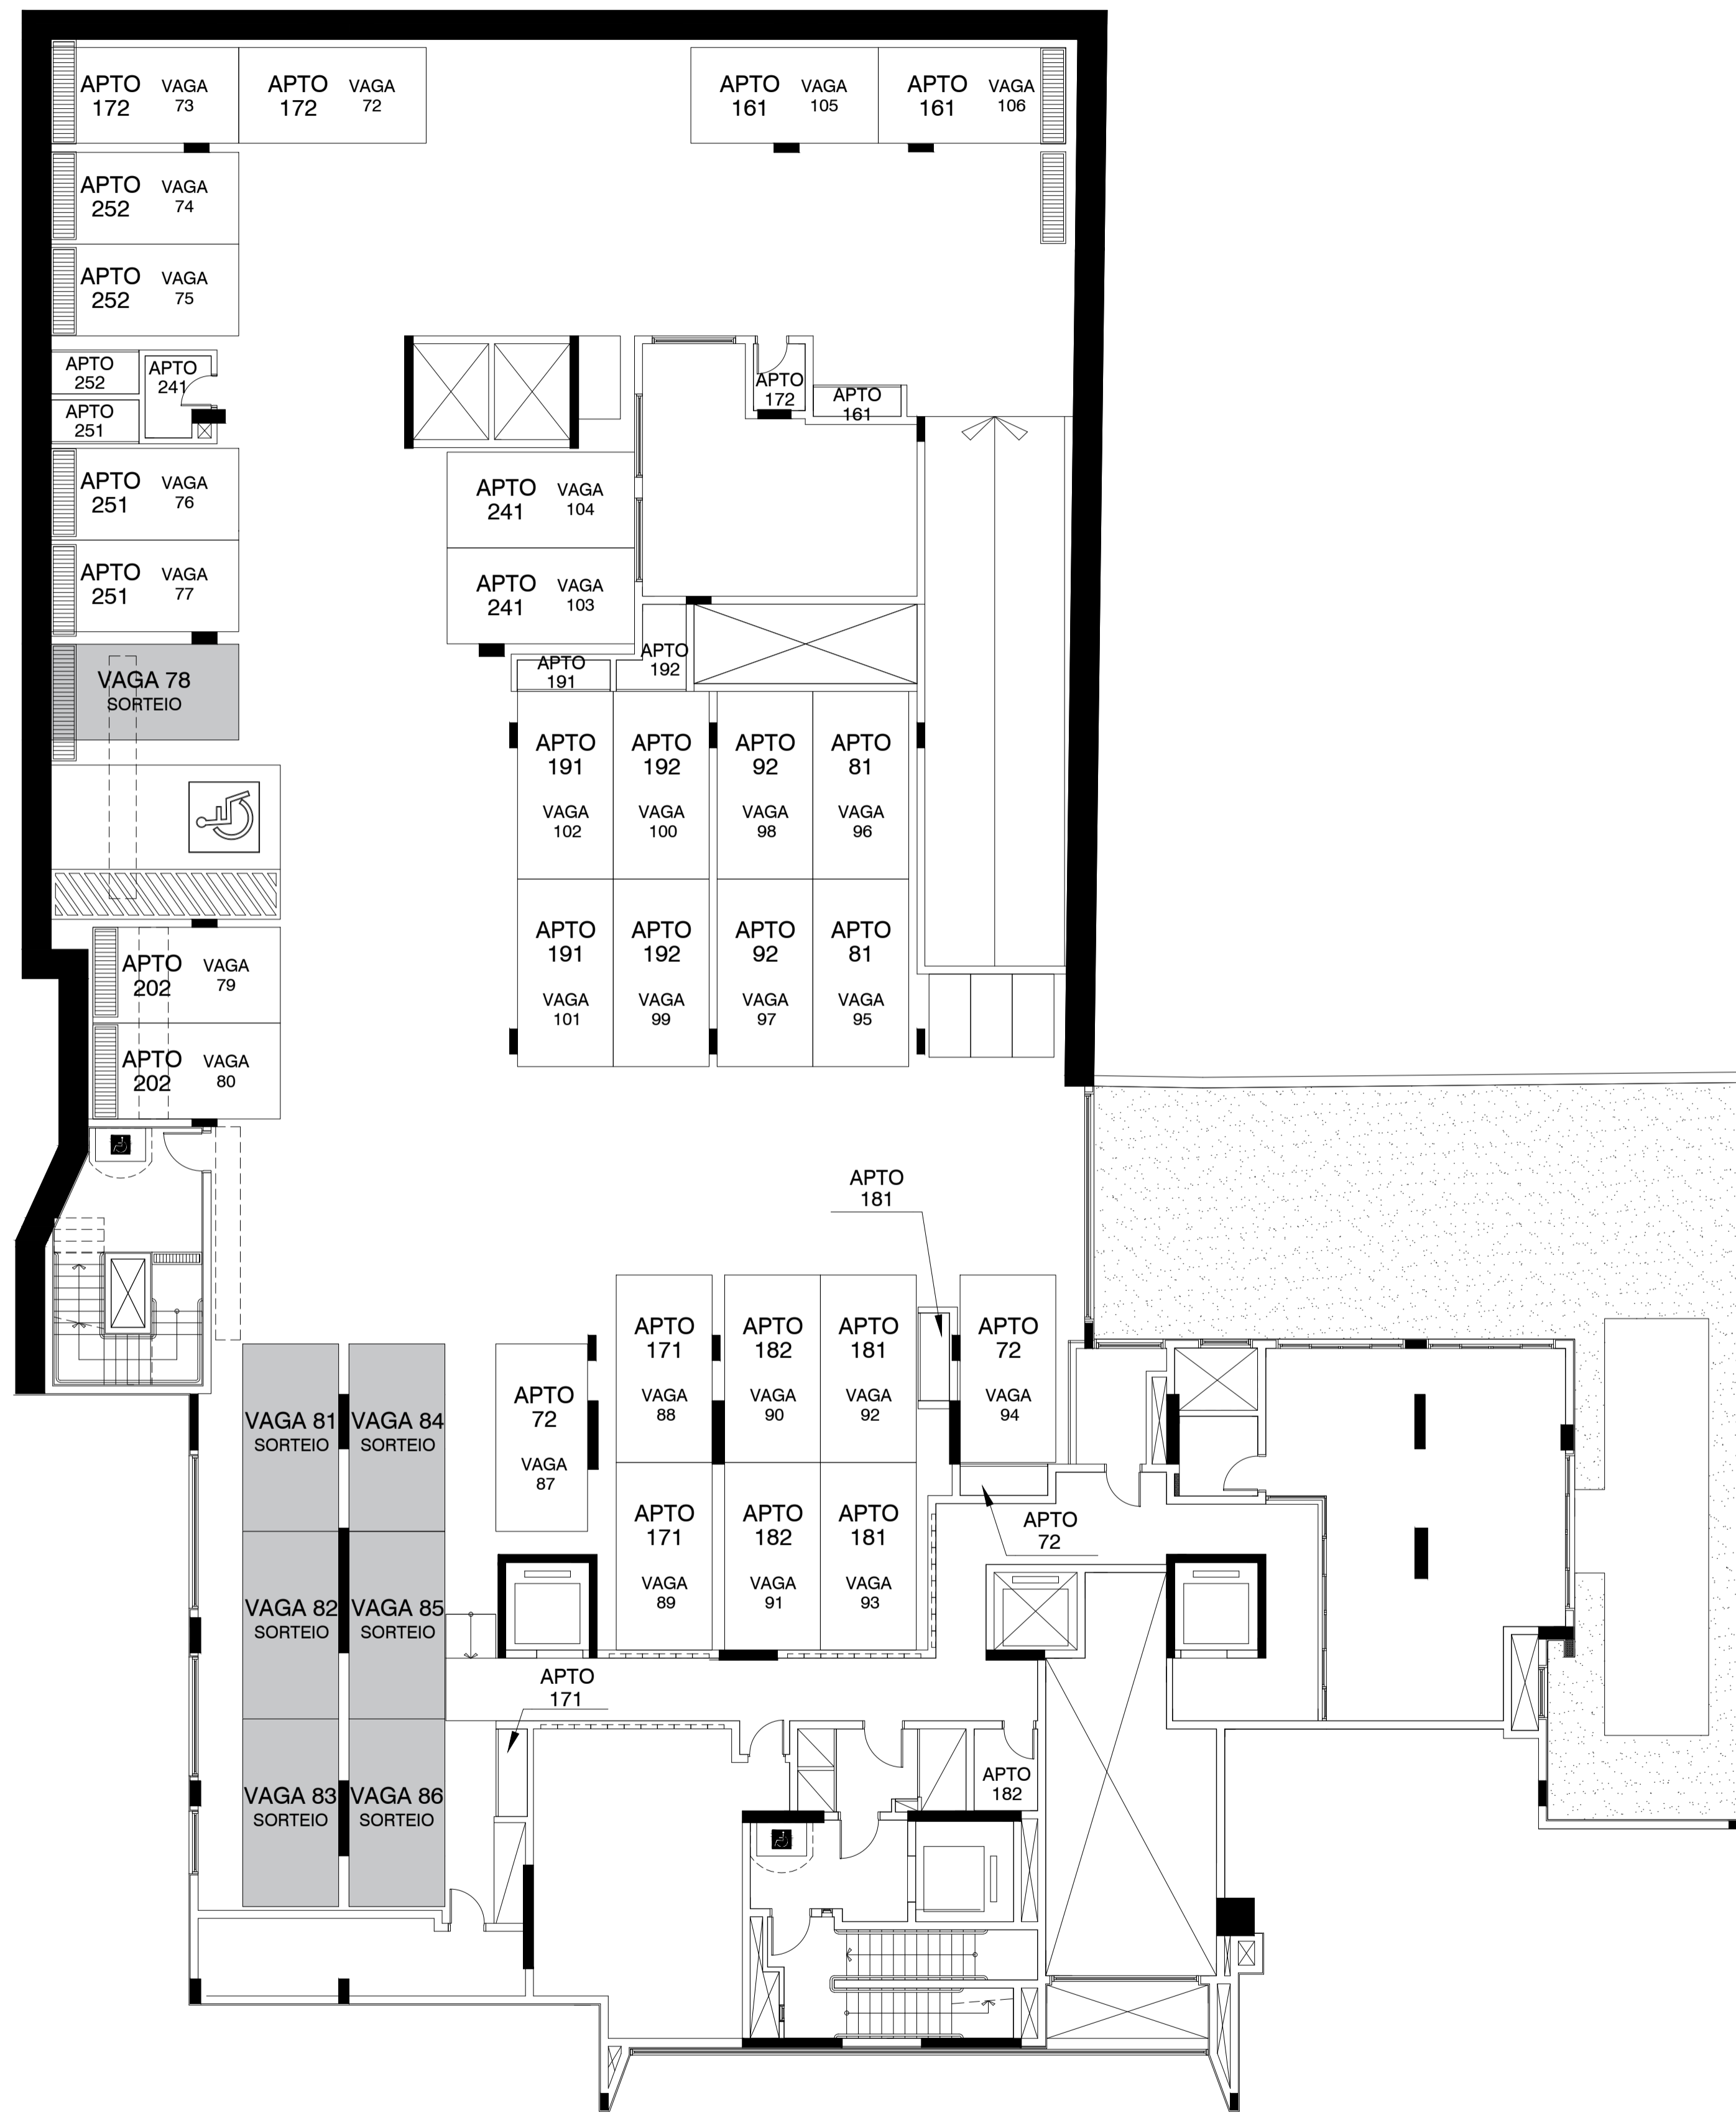 APTO
172
VAGA
73
APTO
172
VAGA
72
APTO
161
VAGA
105
APTO
161
VAGA
106
APTO
252
VAGA
74
APTO
252
VAGA
75
APTO
252
APTO
241
APTO
251
APTO
172
APTO
161
APTO
251
VAGA
76
APTO
241
VAGA
104
APTO
251
VAGA
77
APTO
241
VAGA
103
APTO
191
APTO
192
VAGA 78
SORTEIO
APTO
191
VAGA
102
APTO
192
VAGA
100
APTO
92
VAGA
98
APTO
81
VAGA
96
APTO
191
VAGA
101
APTO
192
VAGA
99
APTO
92
VAGA
97
APTO
81
VAGA
95
APTO
202
VAGA
79
APTO
202
VAGA
80
APTO
181
APTO
171
VAGA
88
APTO
182
VAGA
90
APTO
181
VAGA
92
APTO
72
VAGA
94
APTO
72
VAGA
87
VAGA 81
SORTEIO
VAGA 84
SORTEIO
APTO
171
VAGA
89
APTO
182
VAGA
91
APTO
181
VAGA
93
APTO
72
VAGA 82
SORTEIO
VAGA 85
SORTEIO
APTO
171
VAGA 83
SORTEIO
VAGA 86
SORTEIO
APTO
182